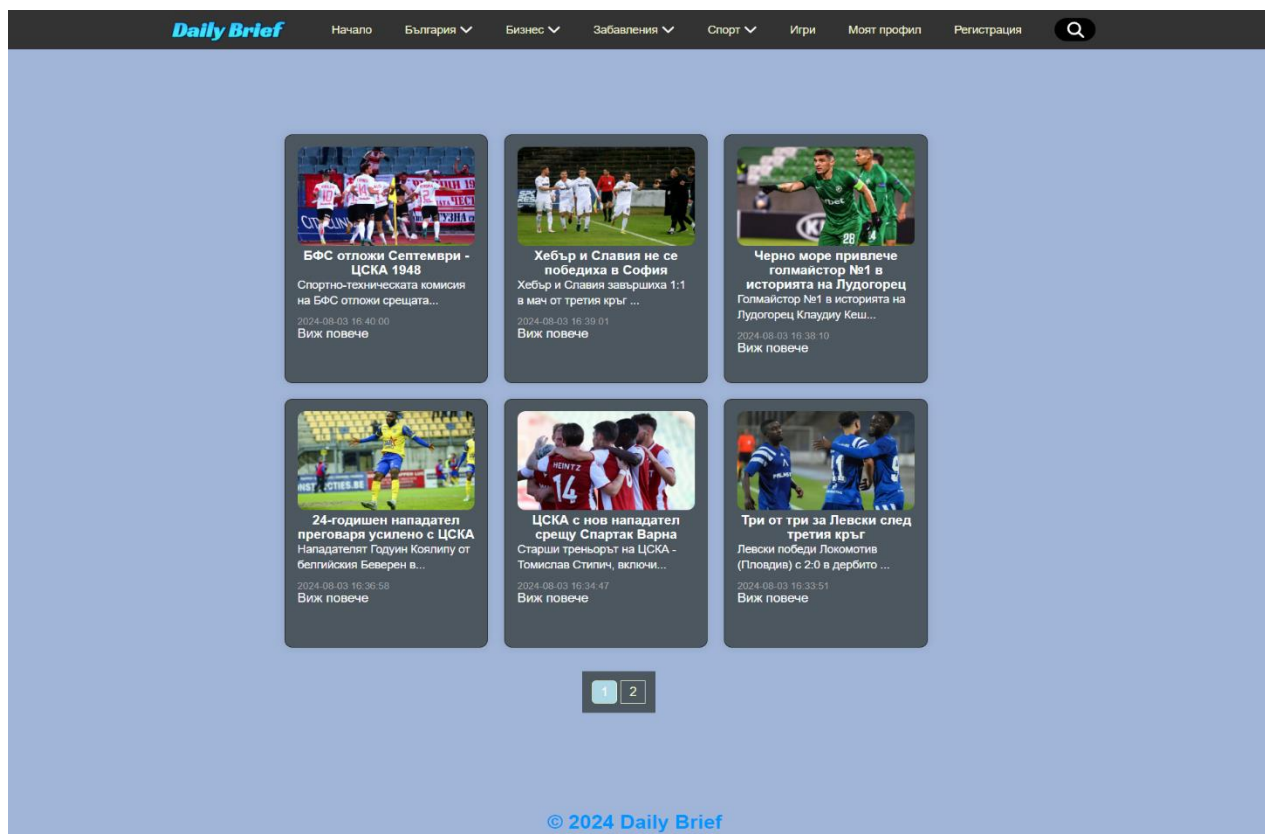 Daily Brief Начало България Бизнес Забавления Спорт Игри Моят профил Регистрация
БФС отложи Септември -
ЦСКА 1948
Спортно-техническата комисия
на БФС отложи срещата...
2024-08-03 16:40:00
Виж повече
Хебър и Славия не се
победиха в София
Хебър и Славия завършиха 1:1
в мач от третия кръг ...
2024-08-03 16:39:01
Виж повече
28
Черно море привлече
голмайстор №1 в
историята на Лудогорец
Голмайстор №1 в историята на
Лудогорец Клаудиу Кеш...
2024-08-03 16:38:10
Виж повече
24-годишен нападател
преговаря усилено с ЦСКА
Нападателят Годуин Коялипу от
белгийския Беверен в...
2024-08-03 16:36:58
Виж повече
HEINTZ
14
ЦСКА с нов нападател
срещу Спартак Варна
Старши треньорът на ЦСКА -
Томислав Стипич, включи...
2024-08-03 16:34:47
Виж повече
Три от три за Левски след
третия кръг
Левски победи Локомотив
(Пловдив) с 2:0 в дербито ...
2024-08-03 16:33:51
Виж повече
1 2
© 2024 Daily Brief